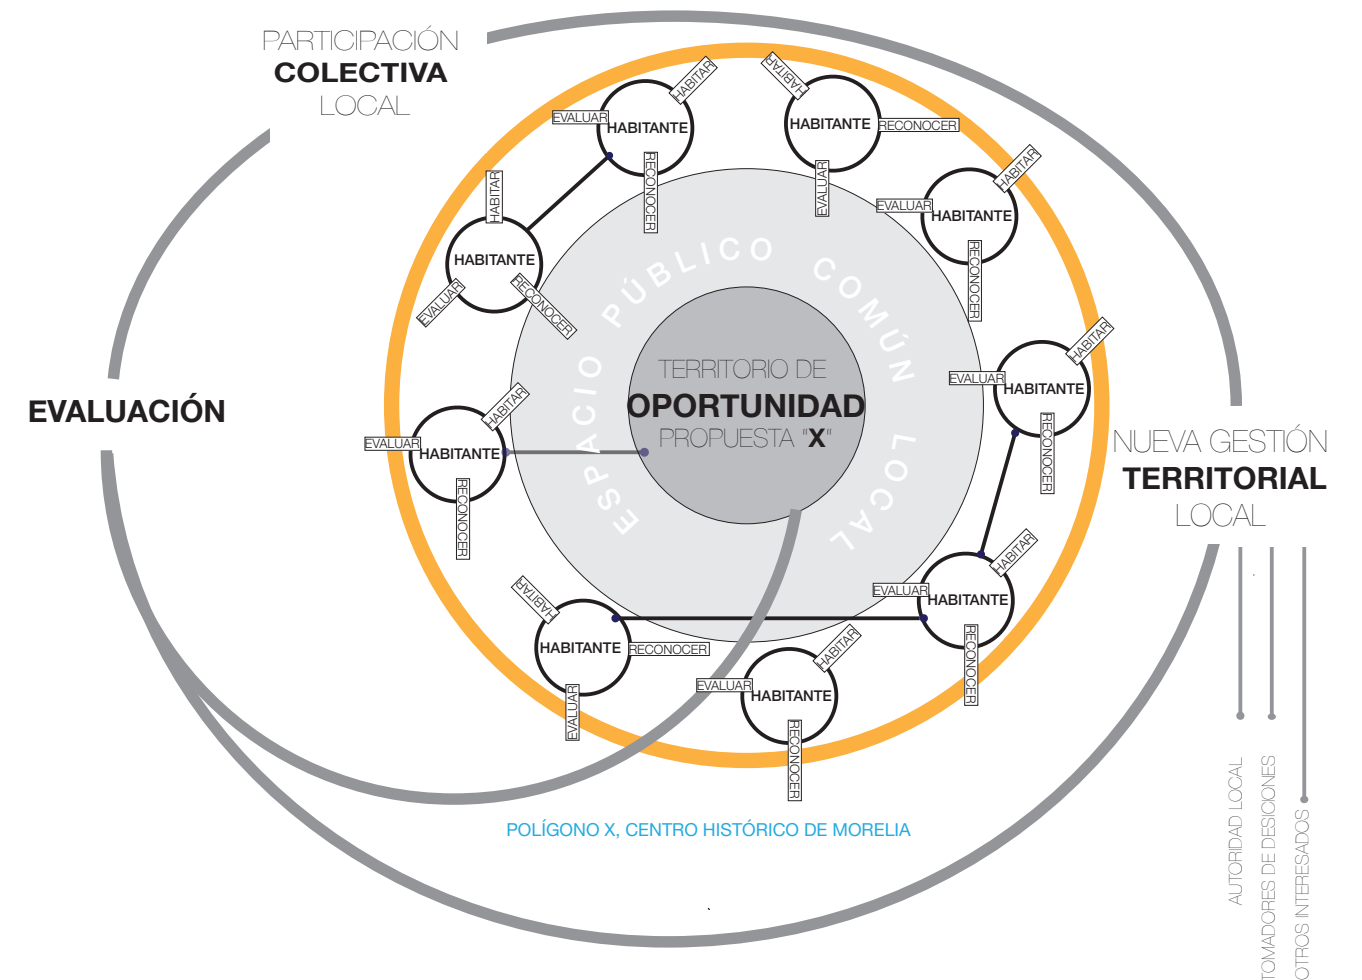 PARTICIPACIÓN
COLECTIVA
LOCAL
EVALUACIÓN
NUEVA GESTIÓN
TERRITORIAL
LOCAL
AUTORIDAD LOCAL
TOMADORES DE DESICIONES
OTROS INTERESADOS
TERRITORIO DE
OPORTUNIDAD
PROPUESTA "X"
ESPACIO PÚBLICO COMÚN LOCAL
HABITAR
EVALUAR
HABITANTE
RECONOCER
HABITAR
HABITANTE
RECONOCER
EVALUAR
HABITAR
EVALUAR
HABITANTE
RECONOCER
HABITAR
HABITANTE
EVALUAR
RECONOCER
HABITAR
EVALUAR
HABITANTE
RECONOCER
HABITAR
EVALUAR
HABITANTE
RECONOCER
HABITAR
EVALUAR
HABITANTE
RECONOCER
HABITAR
HABITANTE
RECONOCER
EVALUAR
HABITAR
EVALUAR
HABITANTE
RECONOCER
POLÍGONO X, CENTRO HISTÓRICO DE MORELIA